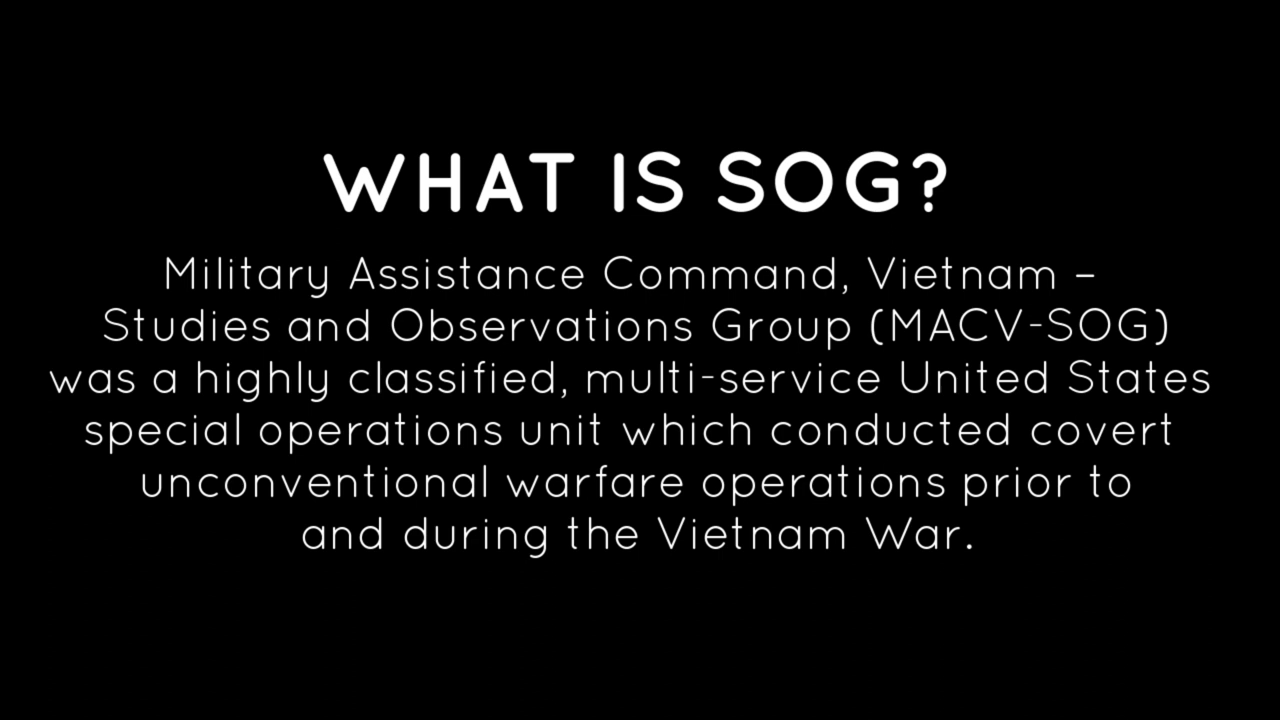 WHAT IS SOG?
Military Assistance Command, Vietnam –
Studies and Observations Group (MACV-SOG)
was a highly classified, multi-service United States
special operations unit which conducted covert
unconventional warfare operations prior to
and during the Vietnam War.